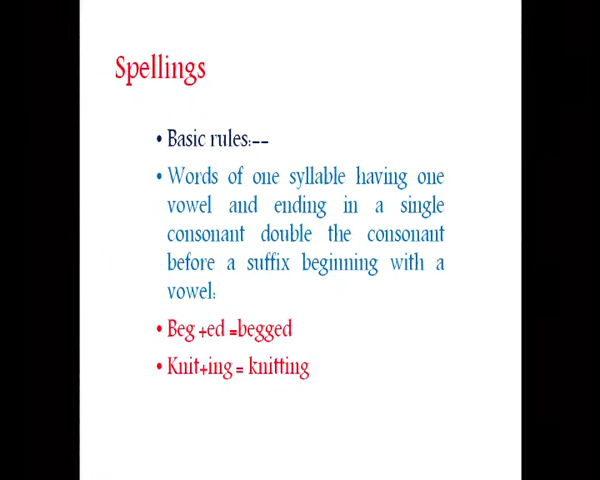 Spellings
• Basic rules:--
• Words of one syllable having one
vowel and ending in a single
consonant double the consonant
before a suffix beginning with a
vowel:
• Beg +ed =begged
• Knit+ing = knitting